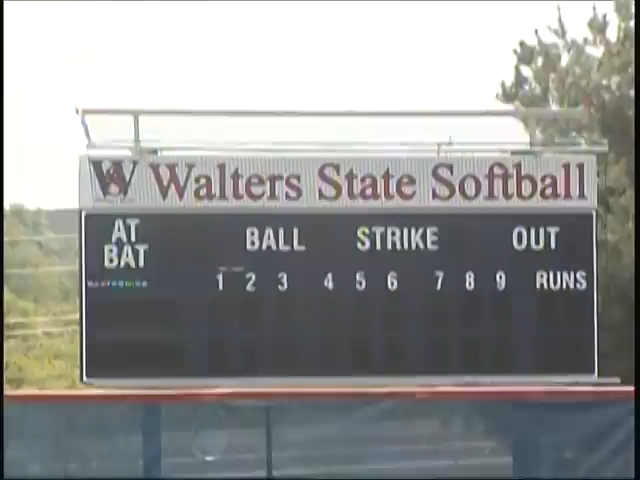 WS Walters State Softball
AT BAT BALL STRIKE OUT
1 2 3 4 5 6 7 8 9 RUNS